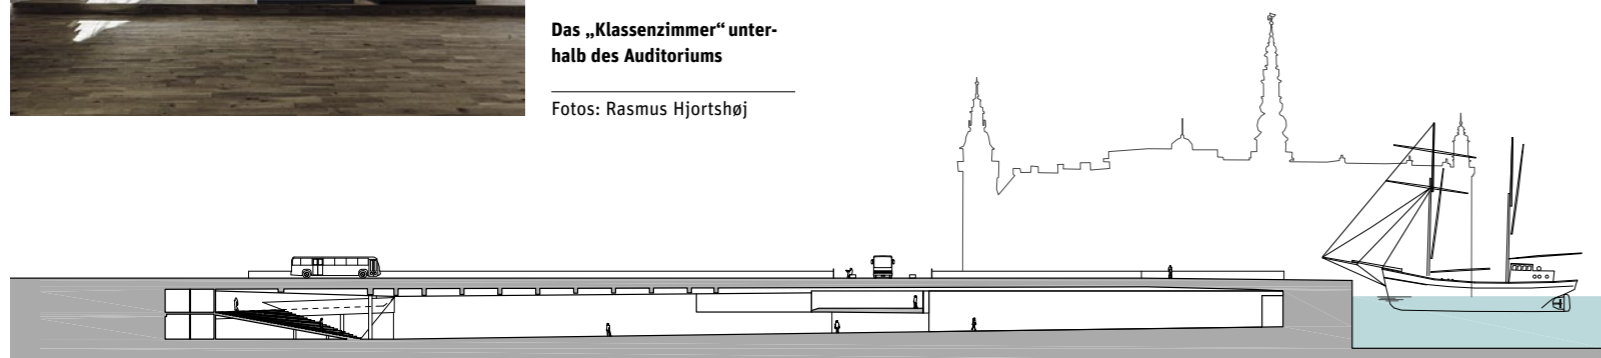 Das „Klassenzimmer“ unter-
halb des Auditoriums
Fotos: Rasmus Hjortshøj